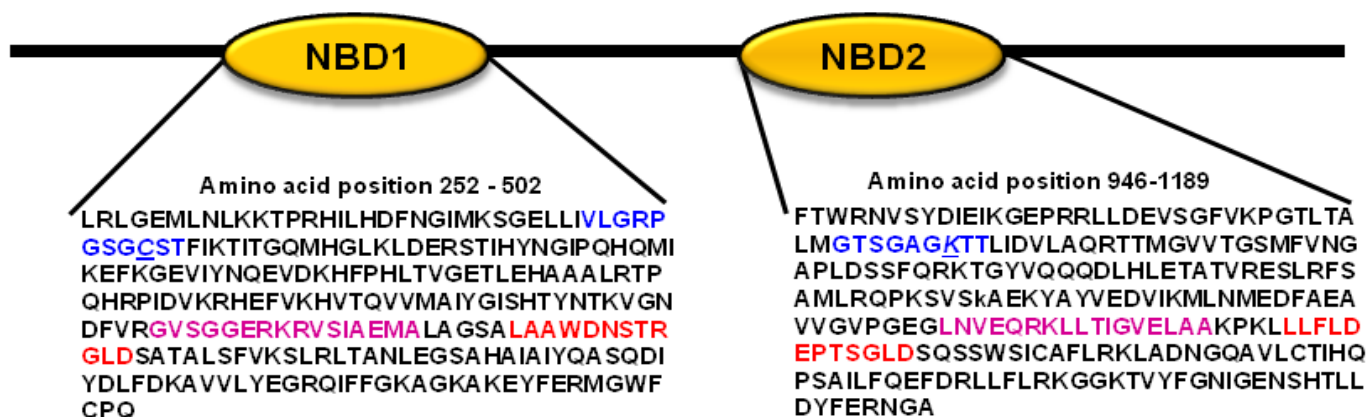 NBD1
NBD2
Amino acid position 252 - 502
LRLGEMLNLKKTPRHILHDFNGIMKSGELLIVLGRP
GSGCSTFIKTITGQMHGLKLDERSTIHYNGIPQHQMI
KEFKGEVIYNQEVDKHFPHLTVGETLEHAAALRTP
QHRPIDVKRHEFVKHVTQVVMAIYGISHTYNTKVGN
DFVRGVSGGERKRVSIAEMALAGSALAAWDNSTR
GLDSATALSFVKSLRLTANLEGSAHAIAIYQASQDI
YDLFDKAVVLYEGRQIFFGKAGKAKEYFERMGWF
CPQ
Amino acid position 946-1189
FTWRNVSYDIEIKGEPRRLLDEVSGFVKPGTLTA
LMGTSGAGKTTLIDVLAQRTTMGVVTGSMFVNG
APLDSSFQRKTGYVQQQDLHLETATVRESLRFS
AMLRQPKSVSkAEKYAYVEDVIKMLNMEDFAEA
VVGVPGEGLNVEQRKLLTIGVELAAKPKLLLFLD
EPTSGLDSQSSWSICAFLRKLADNGQAVLCTIHQ
PSAILFQEFDRLLFLRKGGKTVYFGNIGENSHTLL
DYFERNGA